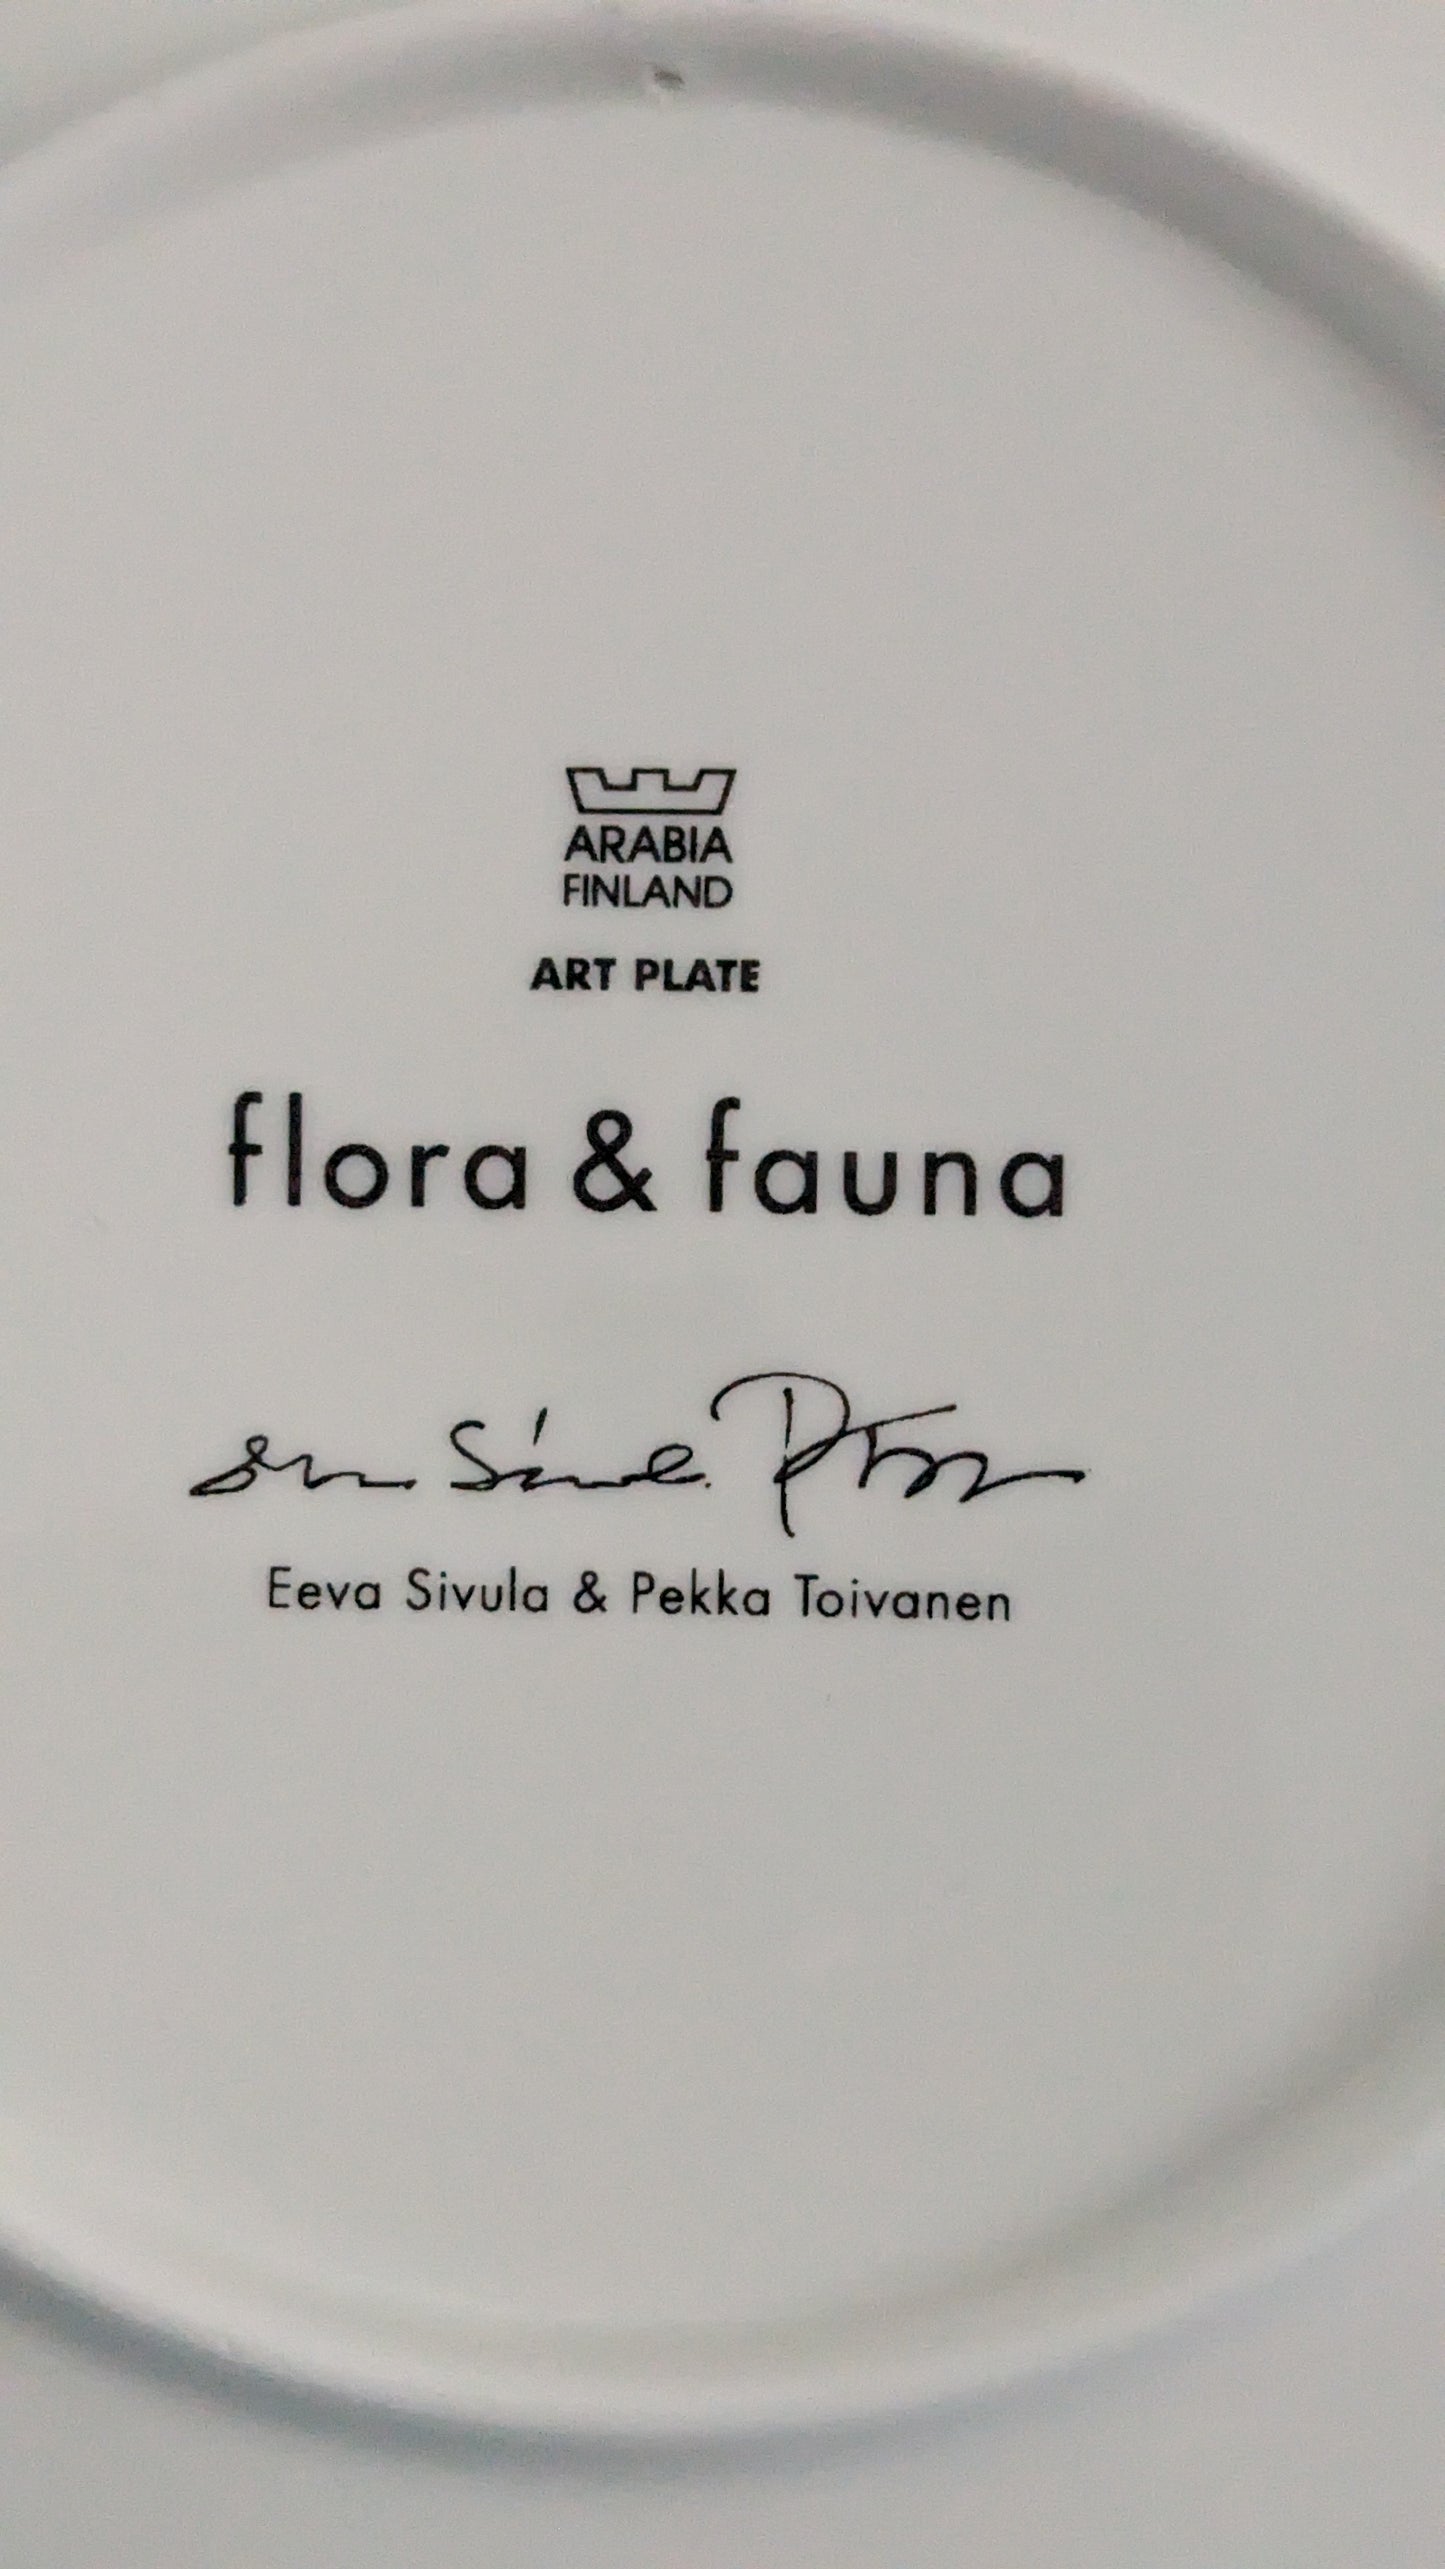 ARABIA
FINLAND
ART PLATE
flora & fauna
Eeva Sivula & Pekka Toivanen